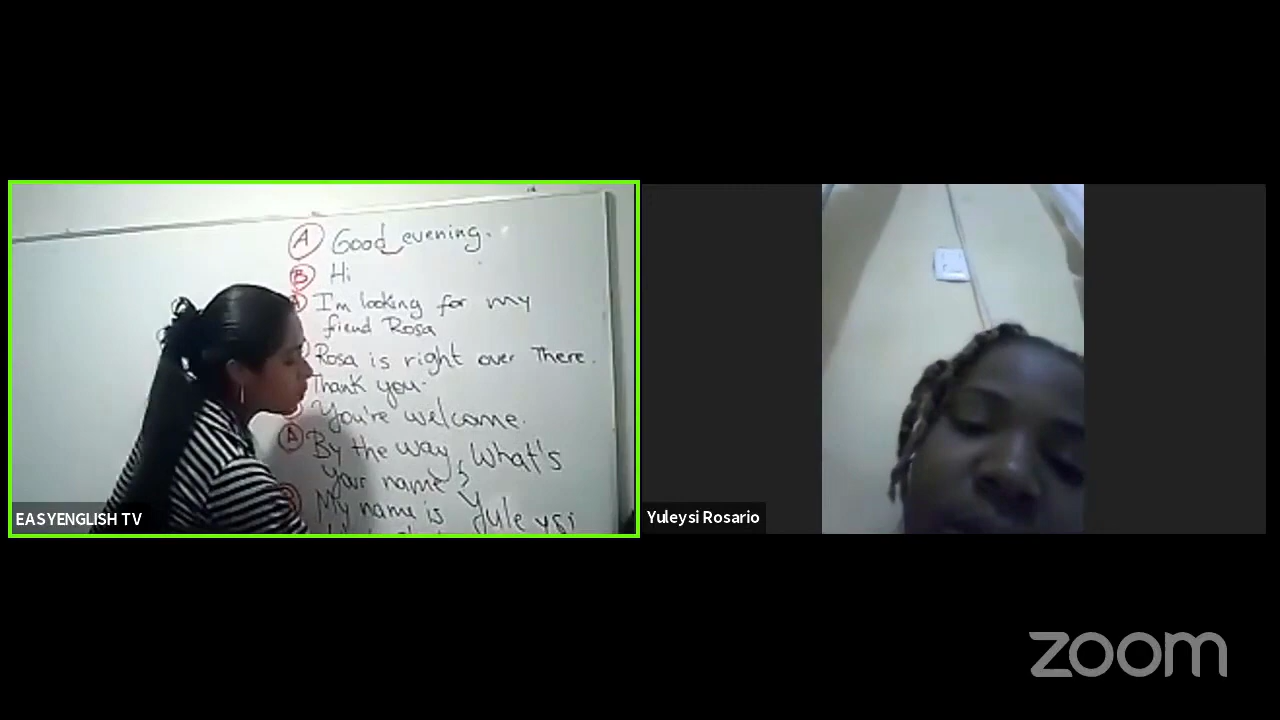 A Good evening.
B Hi
A I'm looking for my
fiend Rosa
Rosa is right over There.
Thank you.
You're welcome.
A By the way, What's
your name
My name is Yuleysi
EASYENGLISH TV
Yuleysi Rosario
zoom